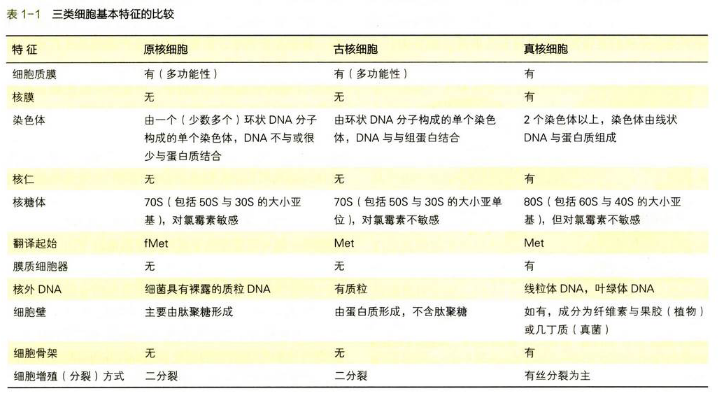 表 1-1 三类细胞基本特征的比较
特 征 原核细胞 古核细胞 真核细胞
细胞质膜 有（多功能性） 有（多功能性） 有
核膜 无 无 有
染色体 由一个（少数多个）环状 DNA 分子 由环状 DNA 分子构成的单个染色 2 个染色体以上，染色体由线状
构成的单个染色体，DNA 不与或很 体，DNA 与与组蛋白结合 DNA 与蛋白质组成
少与蛋白质结合
核仁 无 无 有
核糖体 70S（包括 50S 与 30S 的大小亚 70S（包括 50S 与 30S 的大小亚单 80S（包括 60S 与 40S 的大小亚
基），对氯霉素敏感 位），对氯霉素不敏感 基），但对氯霉素不敏感
翻译起始 fMet Met Met
膜质细胞器 无 无 有
核外 DNA 细菌具有裸露的质粒 DNA 有质粒 线粒体 DNA，叶绿体 DNA
细胞壁 主要由肽聚糖形成 由蛋白质形成，不含肽聚糖 如有，成分为纤维素与果胶（植物）
或几丁质（真菌）
细胞骨架 无 无 有
细胞增殖（分裂）方式 二分裂 二分裂 有丝分裂为主